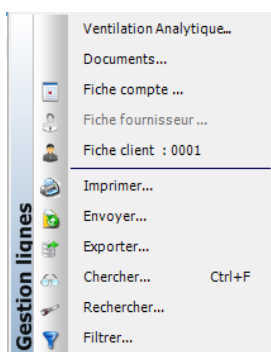 Gestion lignes
Ventilation Analytique...
Documents...
Fiche compte ...
Fiche fournisseur ...
Fiche client : 0001
Imprimer...
Envoyer...
Exporter...
Chercher... Ctrl+F
Rechercher...
Filtrer...